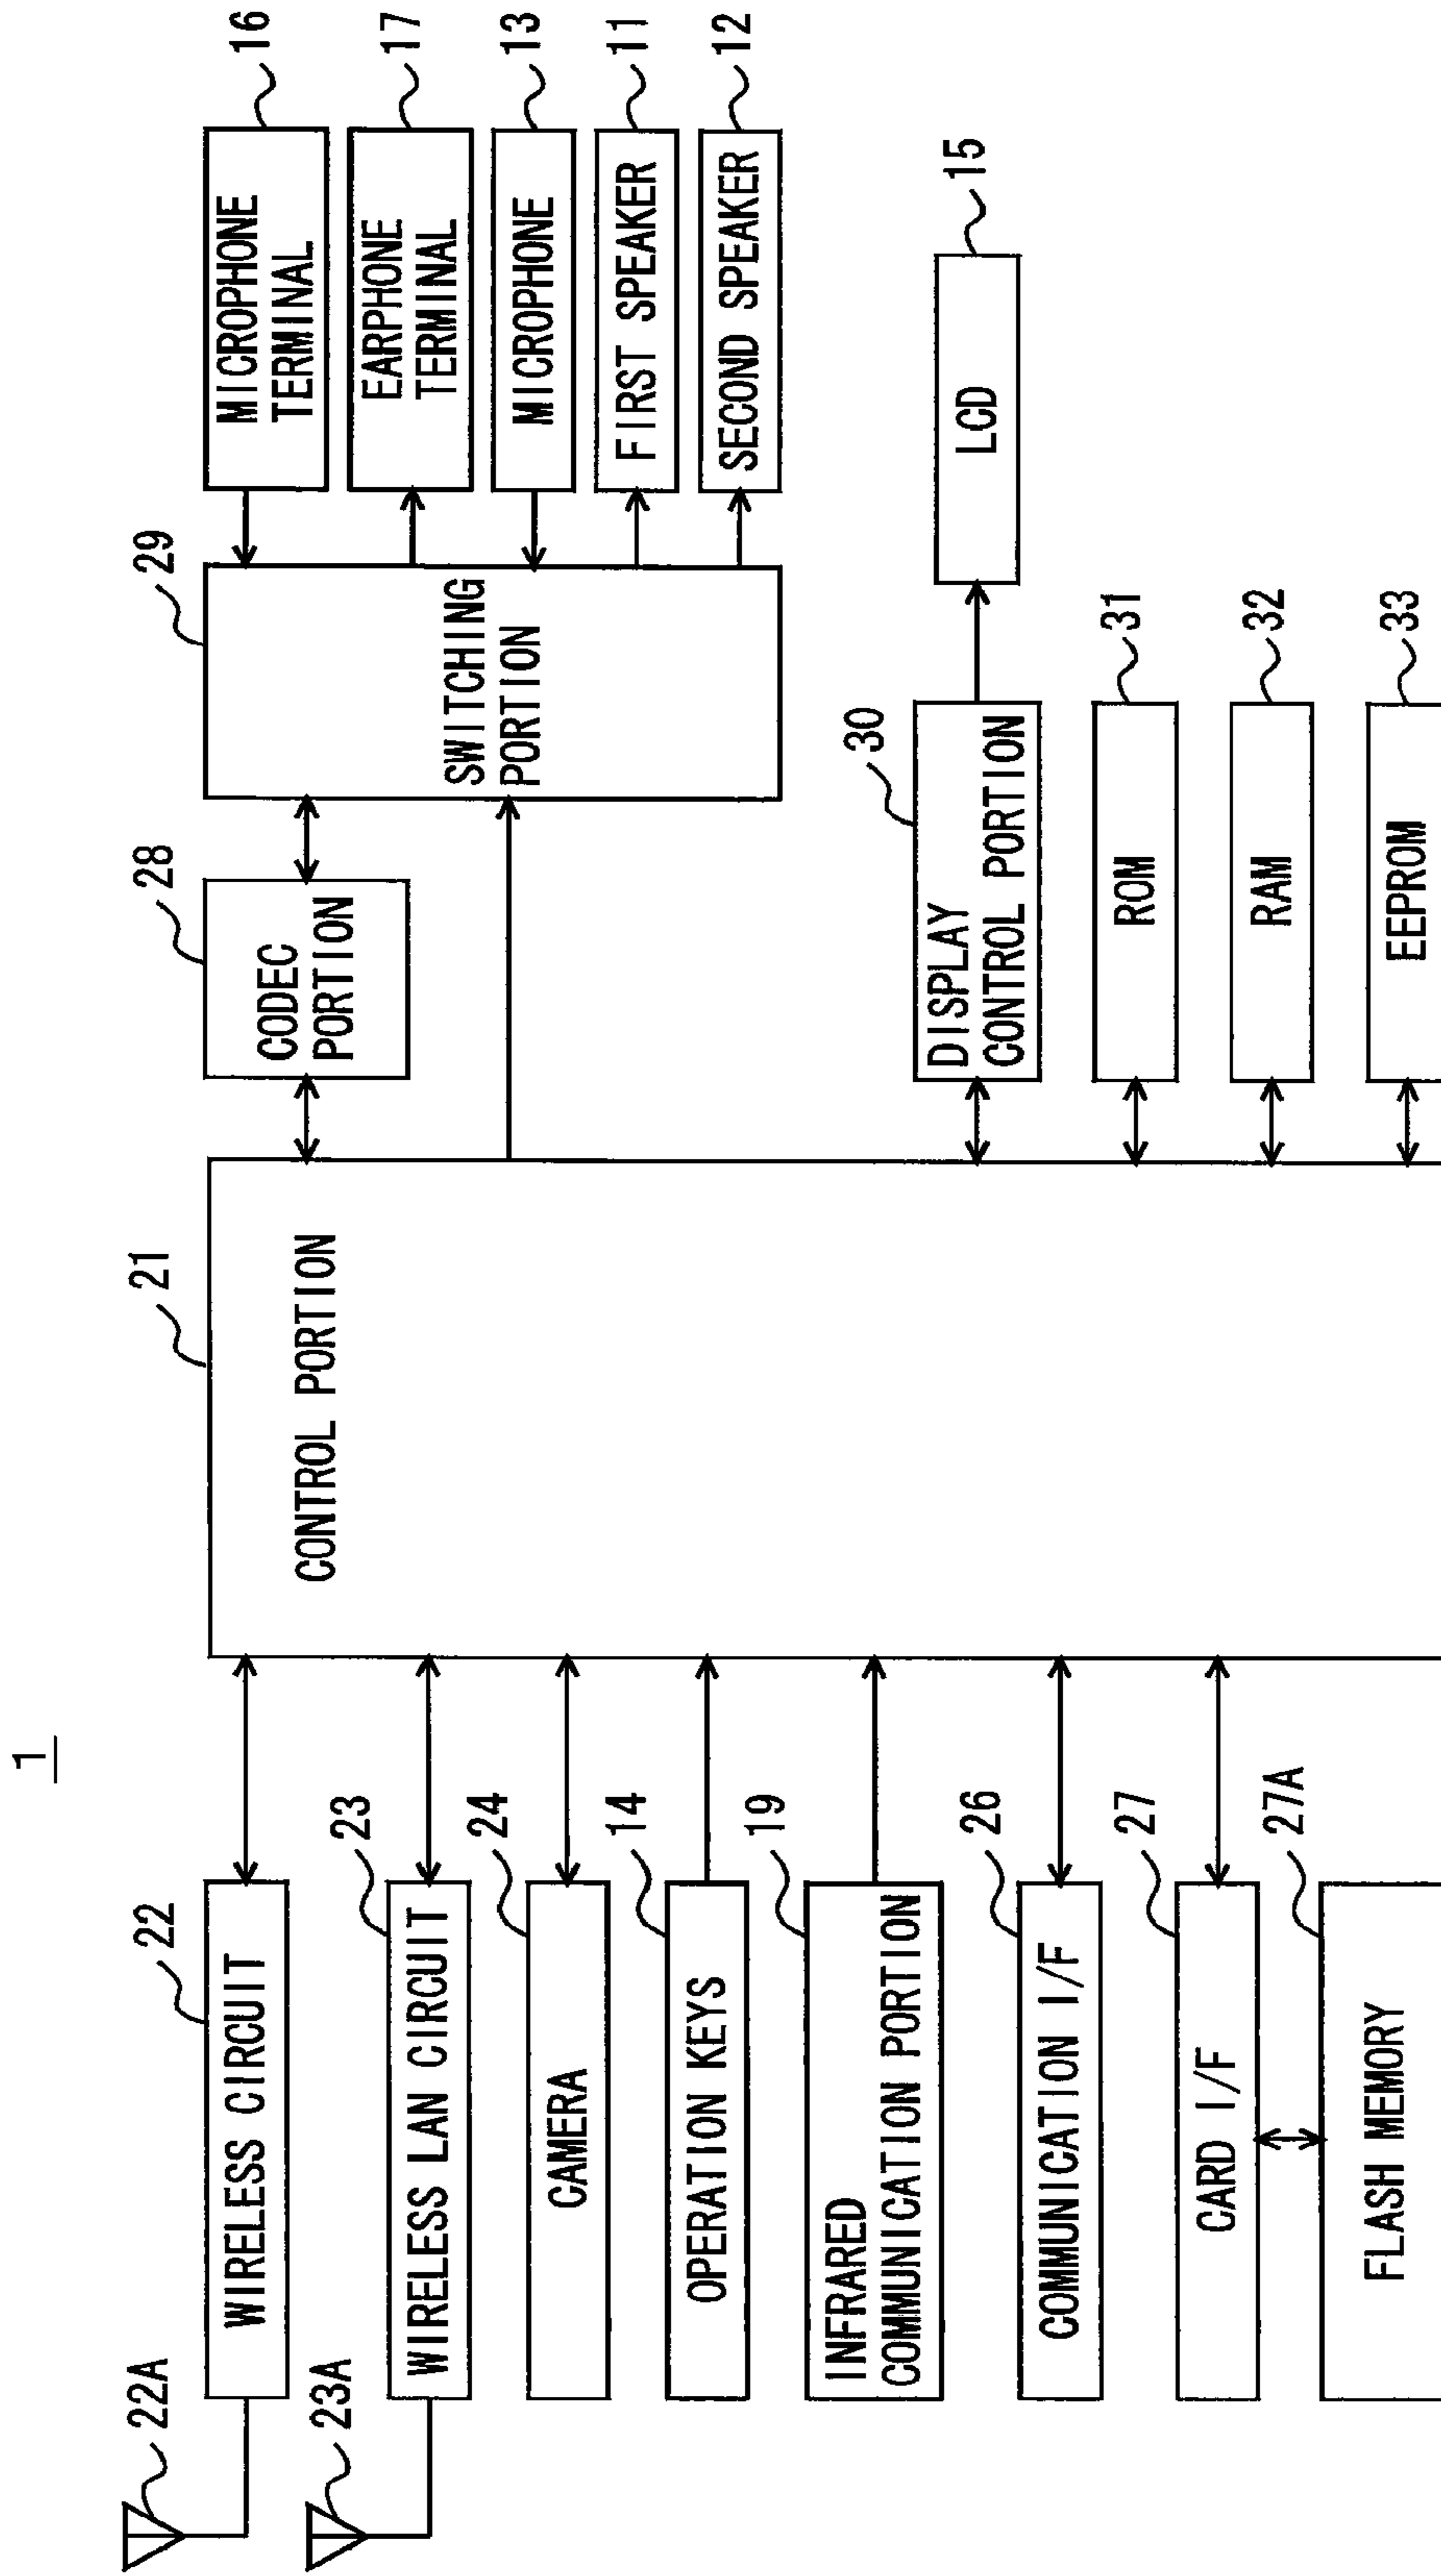 1
22A
22
WIRELESS CIRCUIT
23A
23
WIRELESS LAN CIRCUIT
24
CAMERA
14
OPERATION KEYS
19
INFRARED
COMMUNICATION PORTION
26
COMMUNICATION I/F
27
CARD I/F
27A
FLASH MEMORY
21
CONTROL PORTION
28
CODEC
PORTION
29
SWITCHING
PORTION
MICROPHONE
TERMINAL
16
EARPHONE
TERMINAL
17
MICROPHONE
13
FIRST SPEAKER
11
SECOND SPEAKER
12
30
DISPLAY
CONTROL PORTION
LCD
15
ROM
31
RAM
32
EEPROM
33